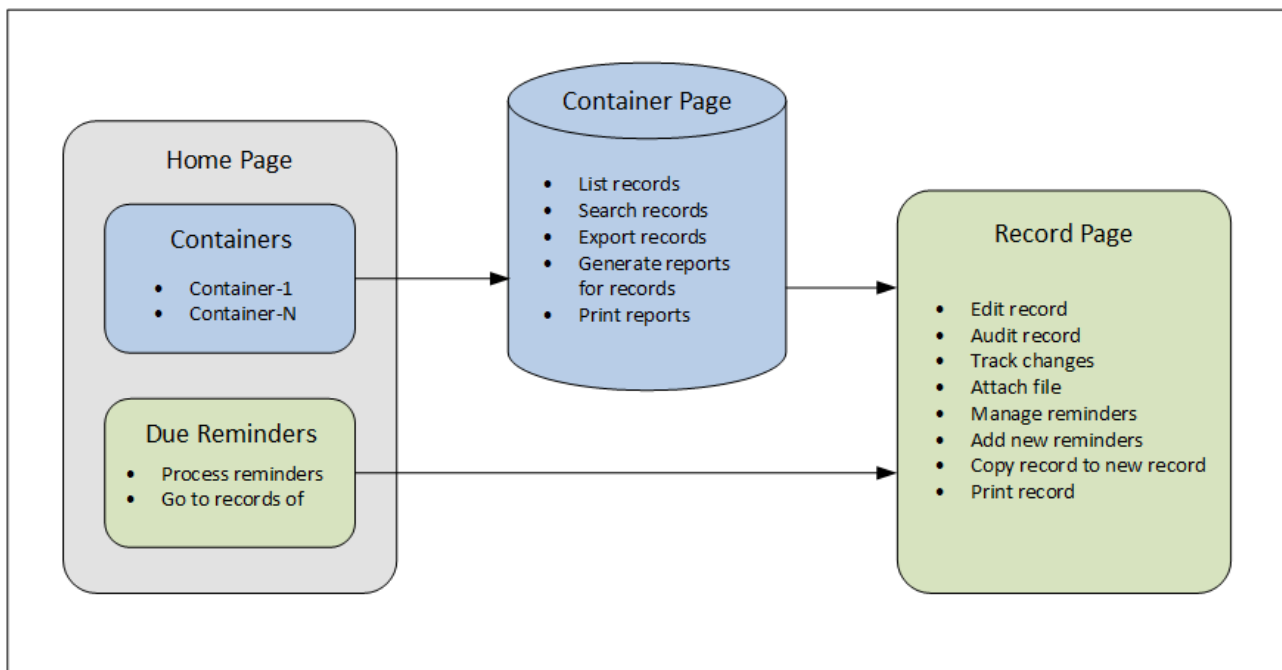 Home Page
Containers
• Container-1
• Container-N
Due Reminders
• Process reminders
• Go to records of
Container Page
• List records
• Search records
• Export records
• Generate reports
for records
• Print reports
Record Page
• Edit record
• Audit record
• Track changes
• Attach file
• Manage reminders
• Add new reminders
• Copy record to new record
• Print record